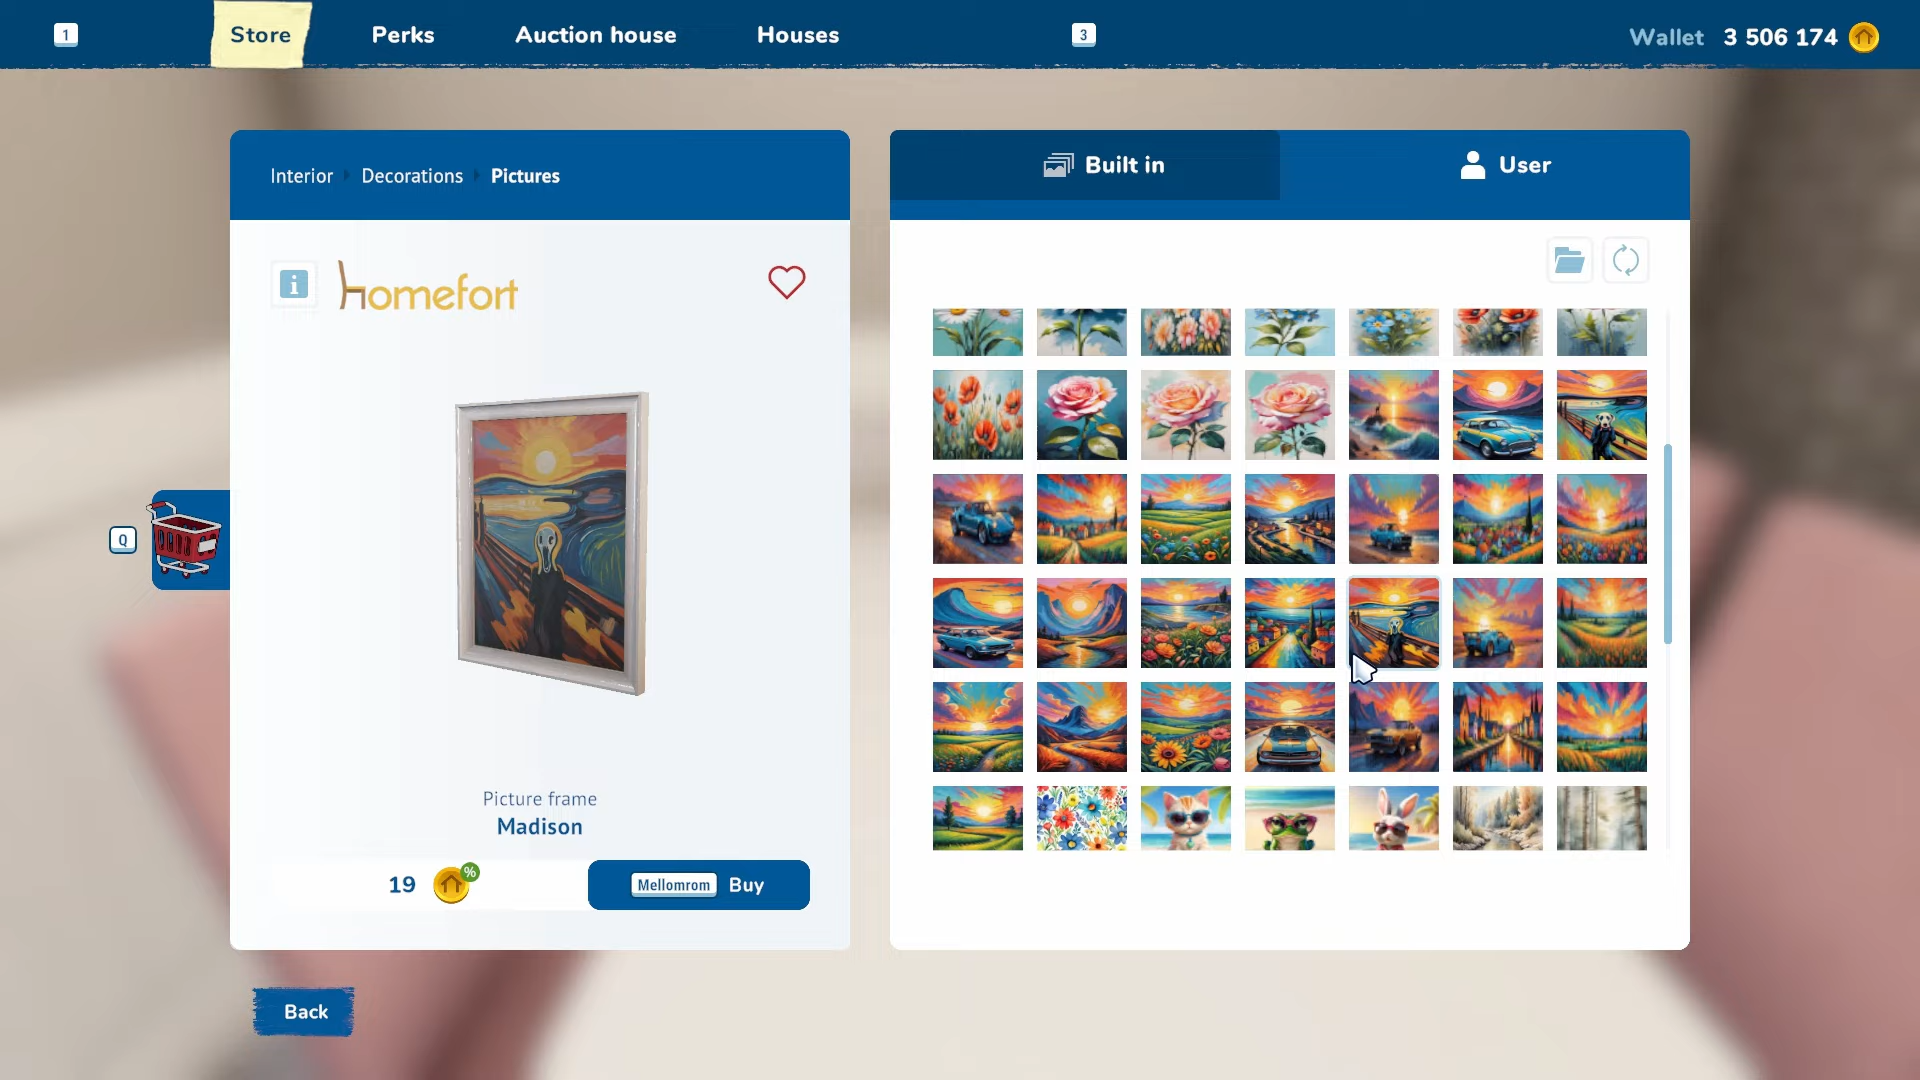 1
Store
Perks
Auction house
Houses
3
Wallet 3 506 174
Interior
Decorations
Pictures
Built in
User
i
homefort
Q
Picture frame
Madison
19
%
Mellomrom
Buy
Back